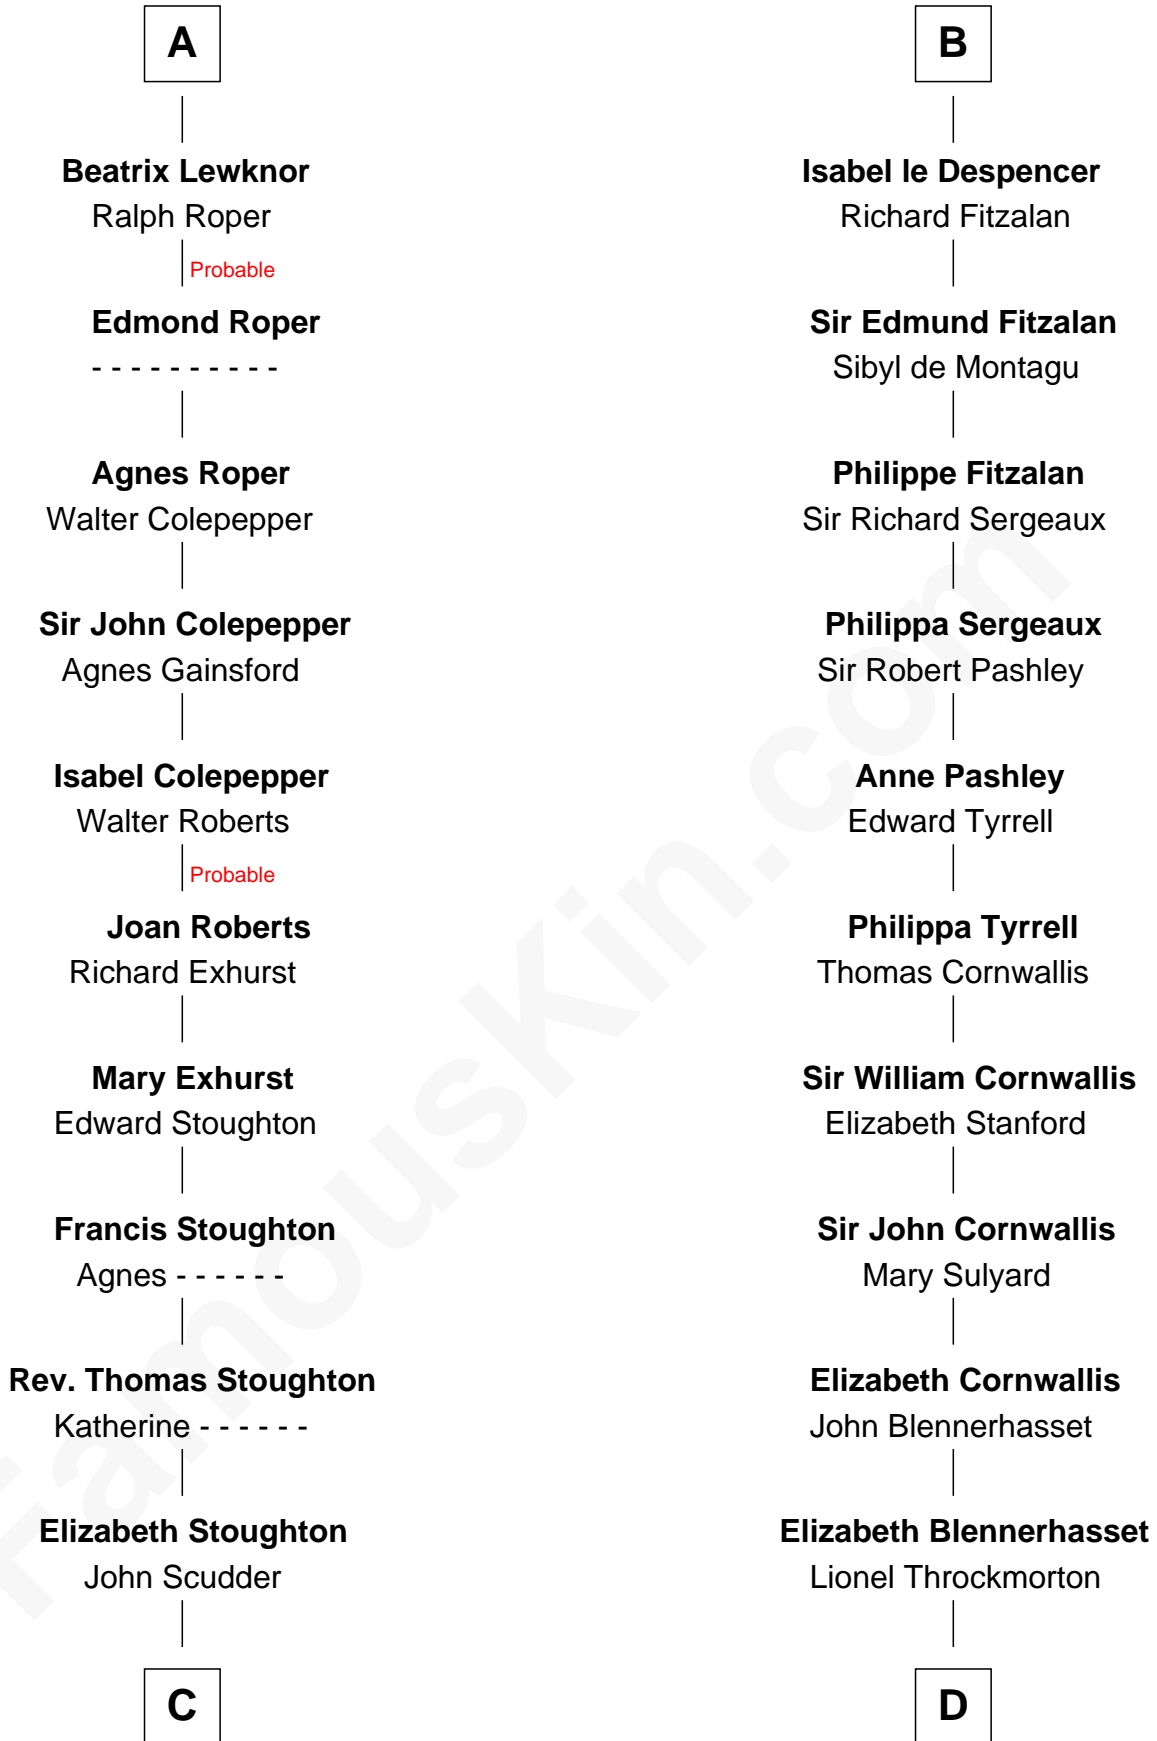 A
Beatrix Lewknor
Ralph Roper
Probable
Edmond Roper
- - - - - - - - - -
Agnes Roper
Walter Colepepper
Sir John Colepepper
Agnes Gainsford
Isabel Colepepper
Walter Roberts
Probable
Joan Roberts
Richard Exhurst
Mary Exhurst
Edward Stoughton
Francis Stoughton
Agnes - - - - - -
Rev. Thomas Stoughton
Katherine - - - - - -
Elizabeth Stoughton
John Scudder
C
B
Isabel le Despencer
Richard Fitzalan
Sir Edmund Fitzalan
Sibyl de Montagu
Philippe Fitzalan
Sir Richard Sergeaux
Philippa Sergeaux
Sir Robert Pashley
Anne Pashley
Edward Tyrrell
Philippa Tyrrell
Thomas Cornwallis
Sir William Cornwallis
Elizabeth Stanford
Sir John Cornwallis
Mary Sulyard
Elizabeth Cornwallis
John Blennerhasset
Elizabeth Blennerhasset
Lionel Throckmorton
D
FamousKin.com